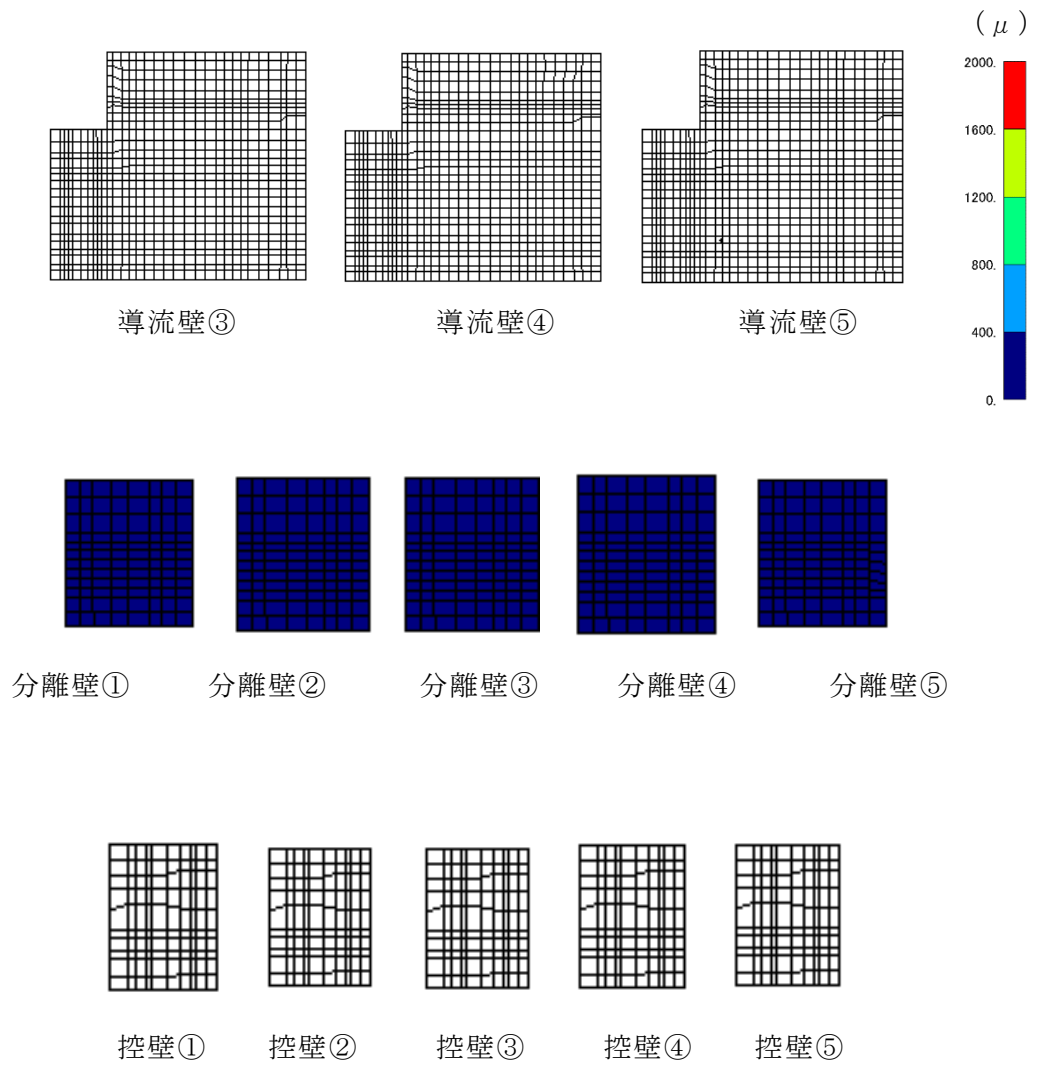 (μ)
2000.
1600.
1200.
800.
400.
0.
導流壁③ 導流壁④ 導流壁⑤
分離壁① 分離壁② 分離壁③ 分離壁④ 分離壁⑤
控壁① 控壁② 控壁③ 控壁④ 控壁⑤